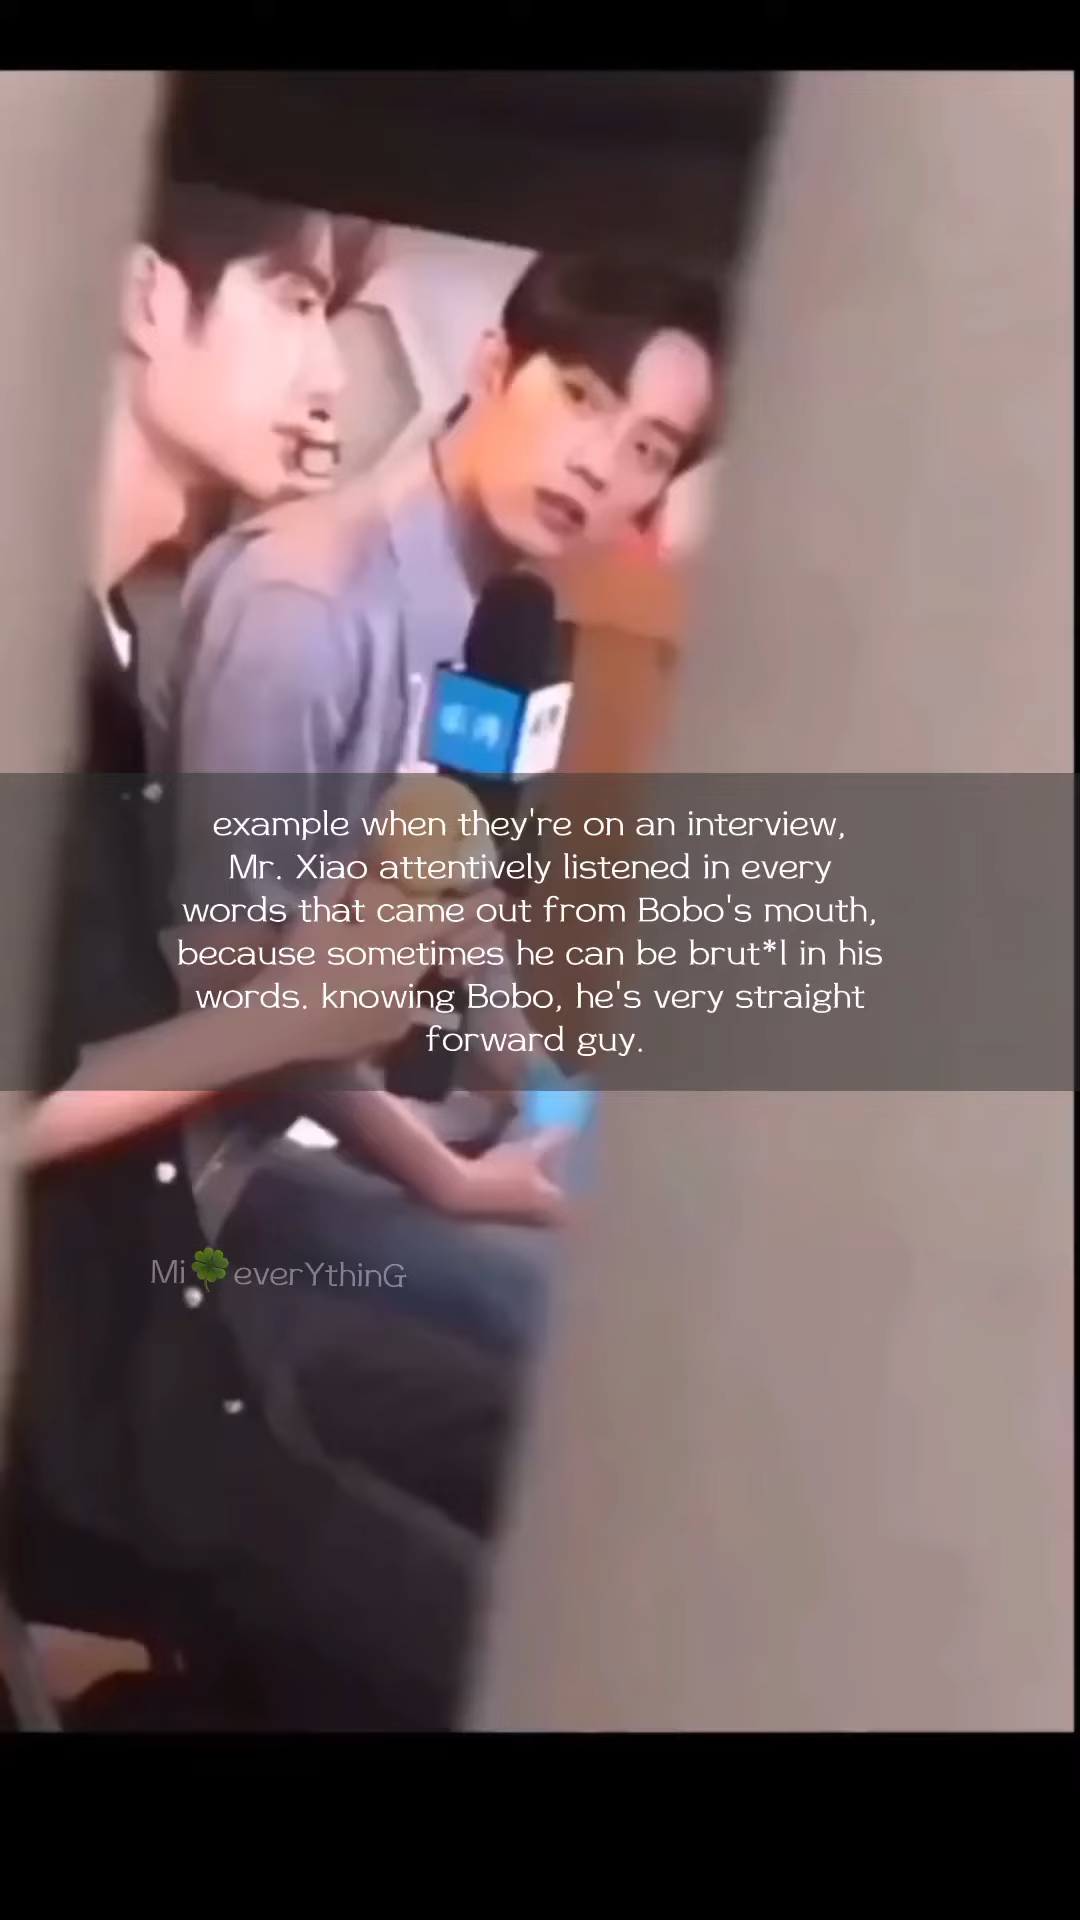 example when they're on an interview,
Mr. Xiao attentively listened in every
words that came out from Bobo's mouth,
because sometimes he can be brut*l in his
words. knowing Bobo, he's very straight
forward guy.
Mi🍀everYthinG